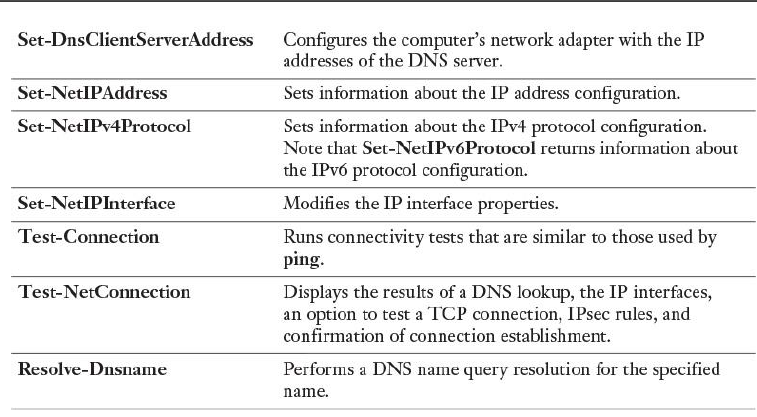 Set-DnsClientServerAddress Configures the computer's network adapter with the IP
addresses of the DNS server.
Set-NetIPAddress Sets information about the IP address configuration.
Set-NetIPv4Protocol Sets information about the IPv4 protocol configuration.
Note that Set-NetIPv6Protocol returns information about
the IPv6 protocol configuration.
Set-NetIPInterface Modifies the IP interface properties.
Test-Connection Runs connectivity tests that are similar to those used by
ping.
Test-NetConnection Displays the results of a DNS lookup, the IP interfaces,
an option to test a TCP connection, IPsec rules, and
confirmation of connection establishment.
Resolve-Dnsname Performs a DNS name query resolution for the specified
name.